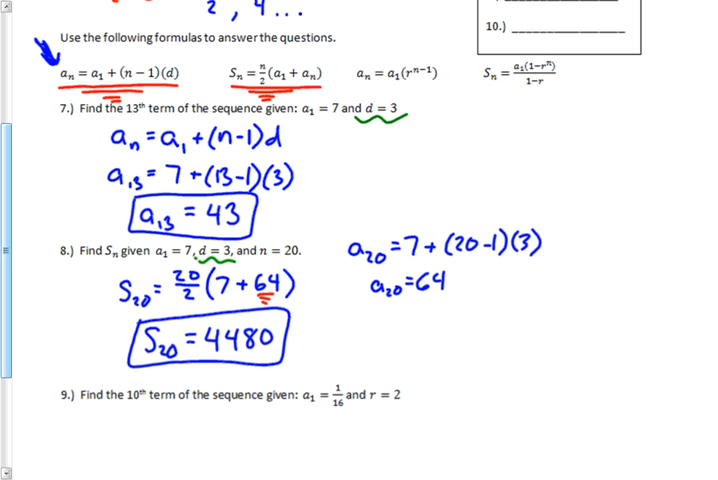 2 , 4 ...
10.) ____________
Use the following formulas to answer the questions.
aₙ = a₁ + (n − 1)(d)    Sₙ = n/2 (a₁ + aₙ)    aₙ = a₁(rⁿ⁻¹)    Sₙ = a₁(1−rⁿ)/1−r
7.) Find the 13th term of the sequence given: a₁ = 7 and d = 3
aₙ = a₁ + (n-1)d
a₁₃ = 7 + (13-1)(3)
a₁₃ = 43
8.) Find Sₙ given a₁ = 7, d = 3, and n = 20.
a₂₀ = 7 + (20-1)(3)
S₂₀ = 20/2 (7 + 64)
a₂₀ = 64
S₂₀ = 4480
9.) Find the 10th term of the sequence given: a₁ = 1/16 and r = 2